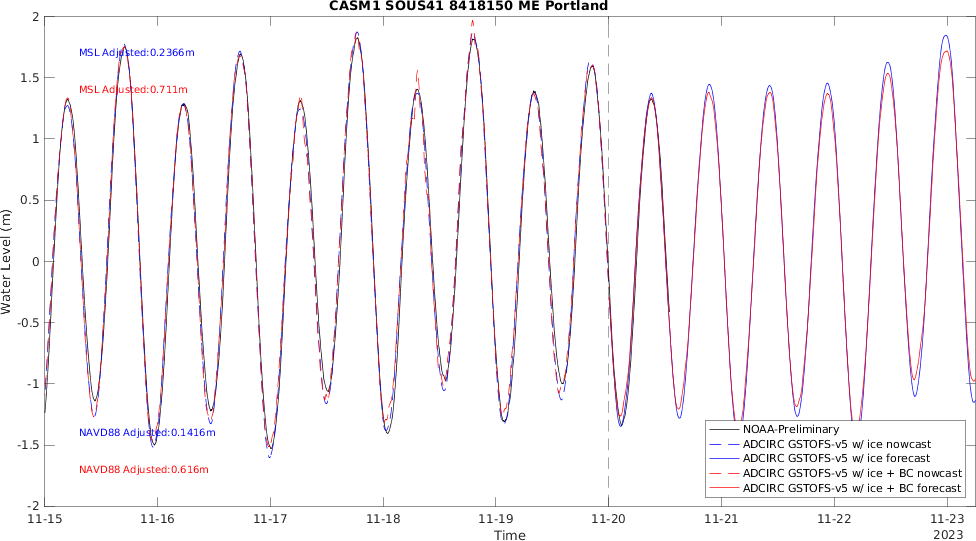 CASM1 SOUS41 8418150 ME Portland
2
1.5
1
0.5
0
-0.5
-1
-1.5
-2
Water Level (m)
MSL Adjusted:0.2366m
MSL Adjusted:0.711m
NAVD88 Adjusted:0.1416m
NAVD88 Adjusted:0.616m
NOAA-Preliminary
ADCIRC GSTOFS-v5 w/ ice nowcast
ADCIRC GSTOFS-v5 w/ ice forecast
ADCIRC GSTOFS-v5 w/ ice + BC nowcast
ADCIRC GSTOFS-v5 w/ ice + BC forecast
11-15 11-16 11-17 11-18 11-19 11-20 11-21 11-22 11-23
Time
2023